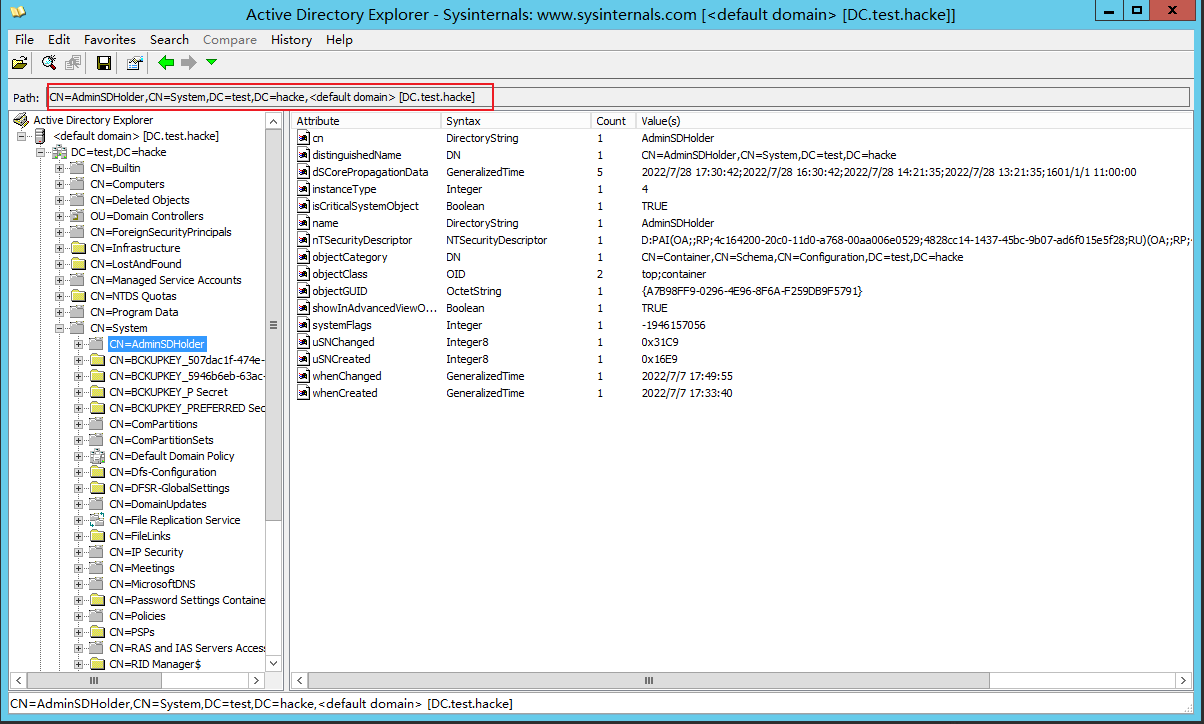 Active Directory Explorer - Sysinternals: www.sysinternals.com [<default domain> [DC.test.hacke]]
File Edit Favorites Search Compare History Help
Path: CN=AdminSDHolder,CN=System,DC=test,DC=hacke,<default domain> [DC.test.hacke]
Active Directory Explorer
<default domain> [DC.test.hacke]
DC=test,DC=hacke
CN=Builtin
CN=Computers
CN=Deleted Objects
OU=Domain Controllers
CN=ForeignSecurityPrincipals
CN=Infrastructure
CN=LostAndFound
CN=Managed Service Accounts
CN=NTDS Quotas
CN=Program Data
CN=System
CN=AdminSDHolder
CN=BCKUPKEY_507dac1f-474e-
CN=BCKUPKEY_5946b6eb-63ac-
CN=BCKUPKEY_P Secret
CN=BCKUPKEY_PREFERRED Sec
CN=ComPartitions
CN=ComPartitionSets
CN=Default Domain Policy
CN=Dfs-Configuration
CN=DFSR-GlobalSettings
CN=DomainUpdates
CN=File Replication Service
CN=FileLinks
CN=IP Security
CN=Meetings
CN=MicrosoftDNS
CN=Password Settings Containe
CN=Policies
CN=PSPs
CN=RAS and IAS Servers Access
CN=RID Manager$
Attribute Syntax Count Value(s)
cn DirectoryString 1 AdminSDHolder
distinguishedName DN 1 CN=AdminSDHolder,CN=System,DC=test,DC=hacke
dSCorePropagationData GeneralizedTime 5 2022/7/28 17:30:42;2022/7/28 16:30:42;2022/7/28 14:21:35;2022/7/28 13:21:35;1601/1/1 11:00:00
instanceType Integer 1 4
isCriticalSystemObject Boolean 1 TRUE
name DirectoryString 1 AdminSDHolder
nTSecurityDescriptor NTSecurityDescriptor 1 D:PAI(OA;;RP;4c164200-20c0-11d0-a768-00aa006e0529;4828cc14-1437-45bc-9b07-ad6f015e5f28;RU)(OA;;RP;
objectCategory DN 1 CN=Container,CN=Schema,CN=Configuration,DC=test,DC=hacke
objectClass OID 2 top;container
objectGUID OctetString 1 {A7B98FF9-0296-4E96-8F6A-F259DB9F5791}
showInAdvancedViewO... Boolean 1 TRUE
systemFlags Integer 1 -1946157056
uSNChanged Integer8 1 0x31C9
uSNCreated Integer8 1 0x16E9
whenChanged GeneralizedTime 1 2022/7/7 17:49:55
whenCreated GeneralizedTime 1 2022/7/7 17:33:40
CN=AdminSDHolder,CN=System,DC=test,DC=hacke,<default domain> [DC.test.hacke]